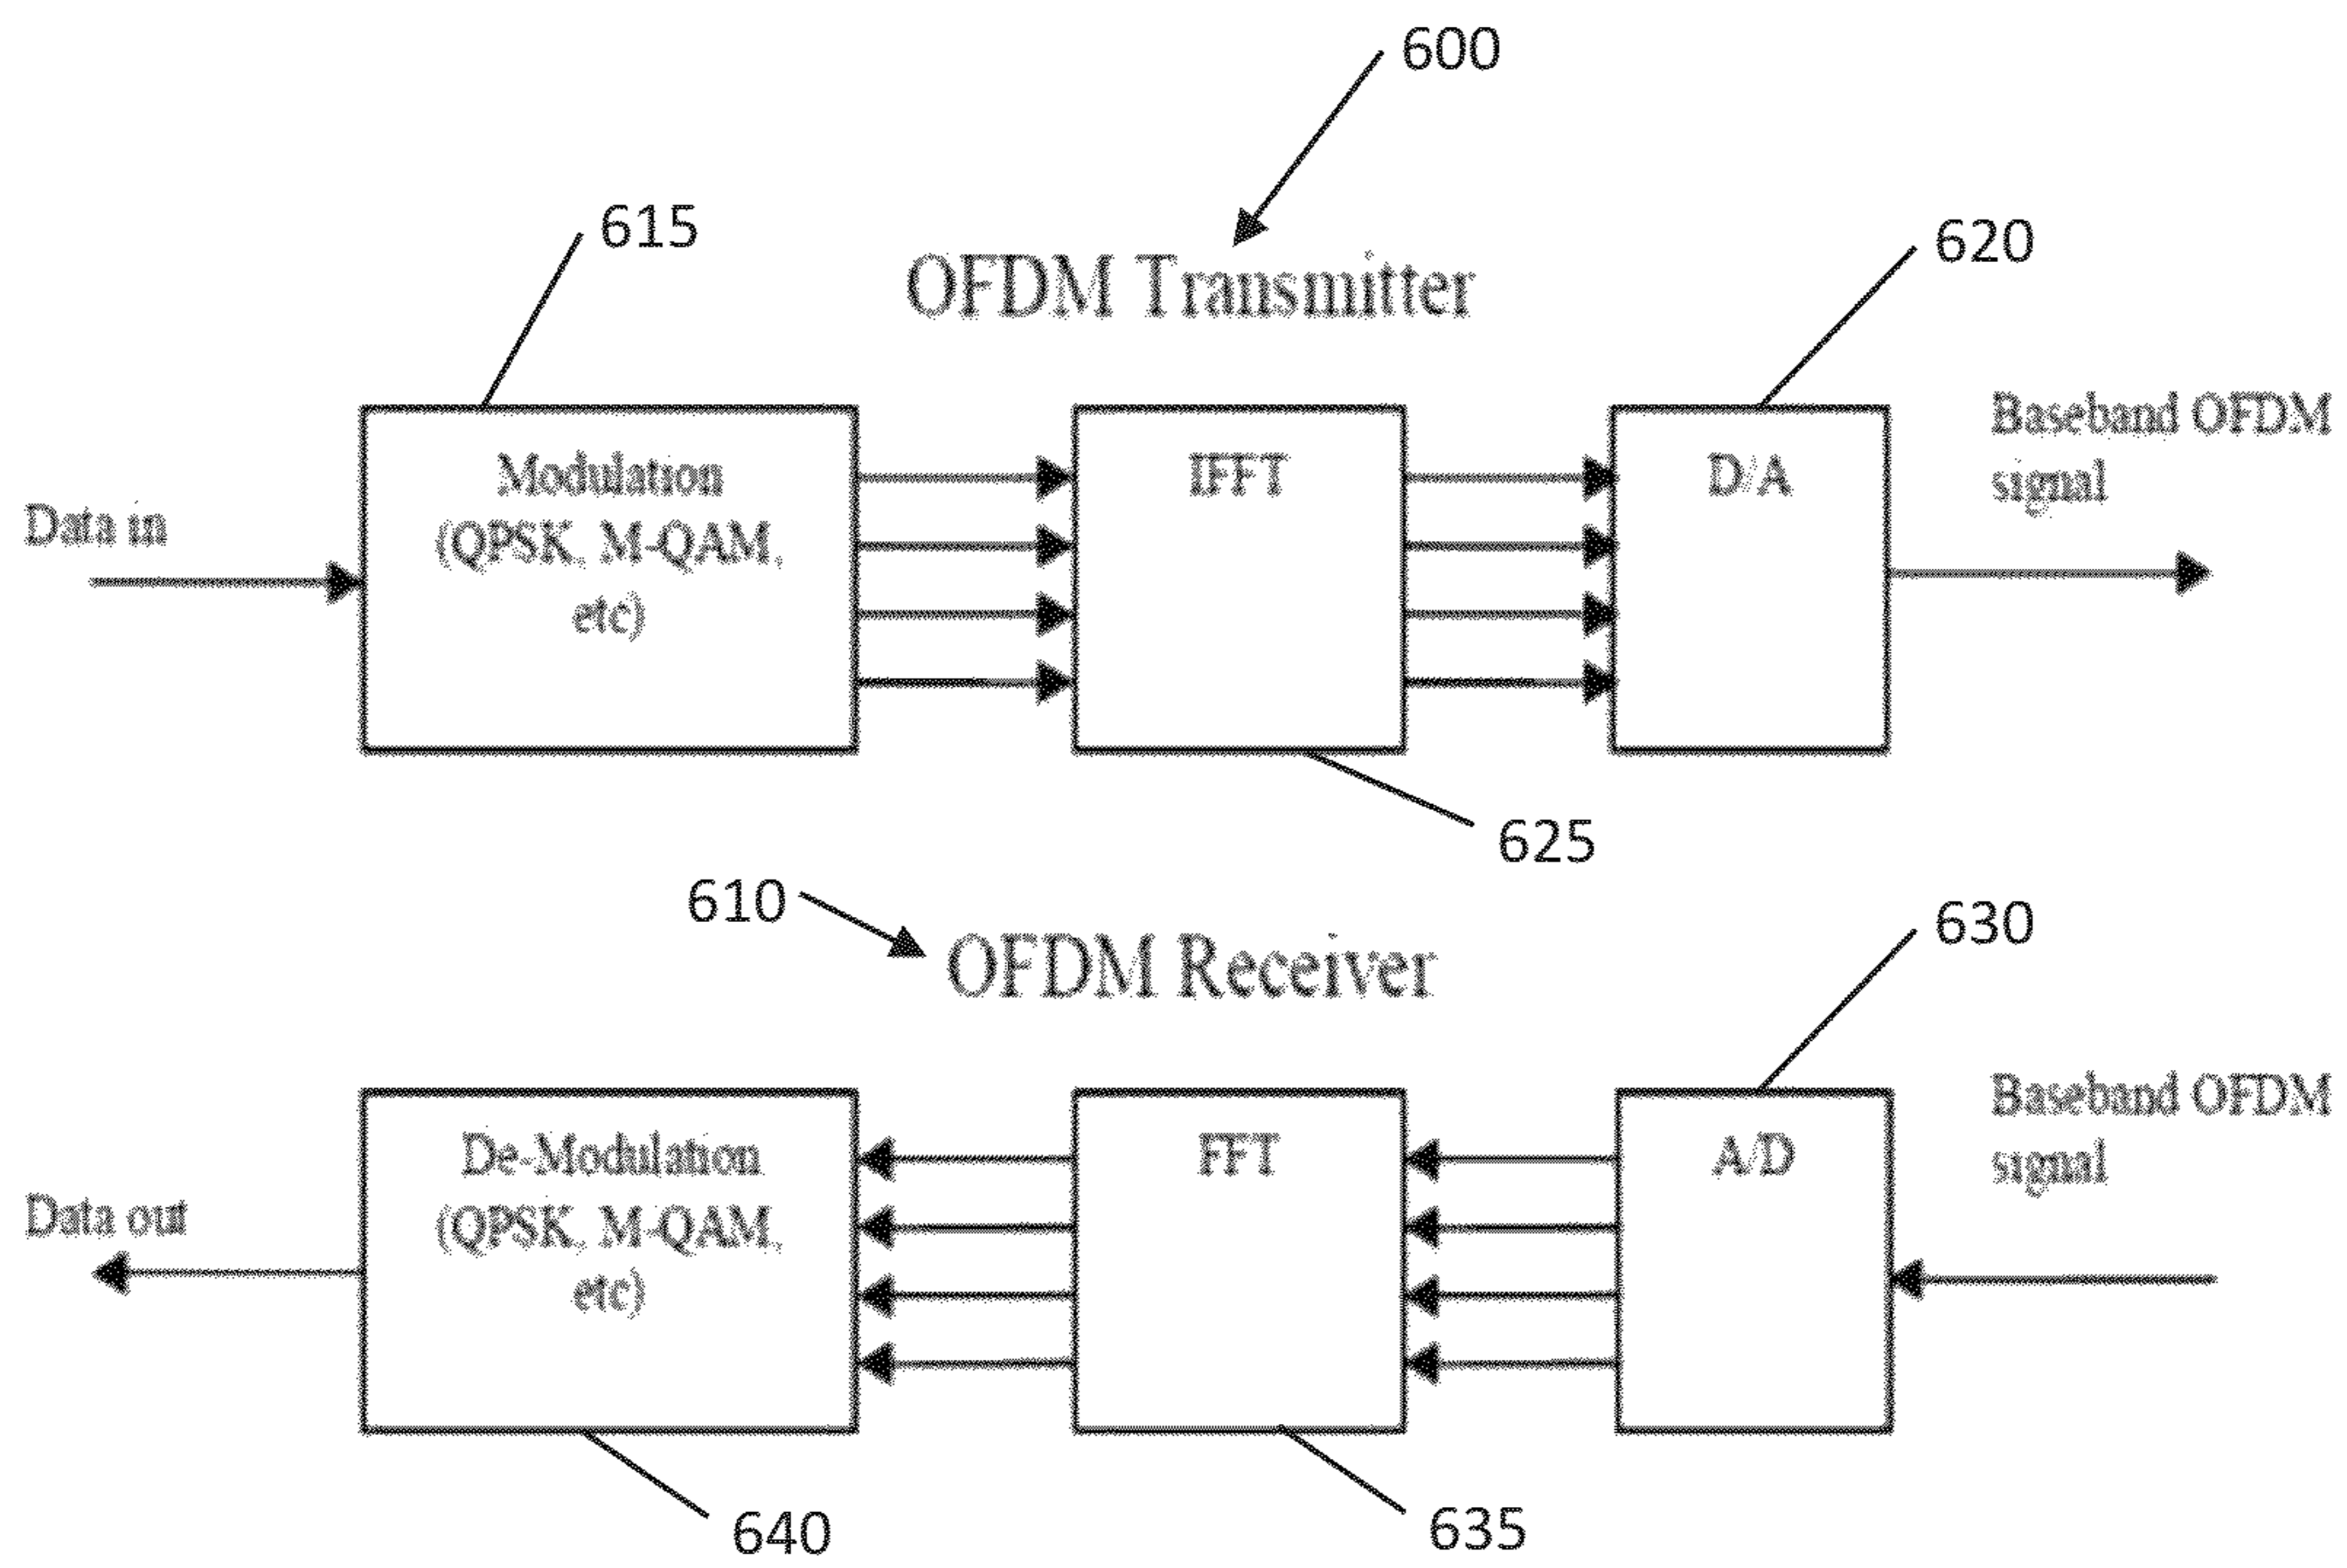 600
615
620
OFDM Transmitter
Data in
Modulation
(QPSK, M-QAM,
etc)
IFFT
D/A
Baseband OFDM
signal
625
610
OFDM Receiver
630
Data out
De-Modulation
(QPSK, M-QAM,
etc)
FFT
A/D
Baseband OFDM
signal
640
635